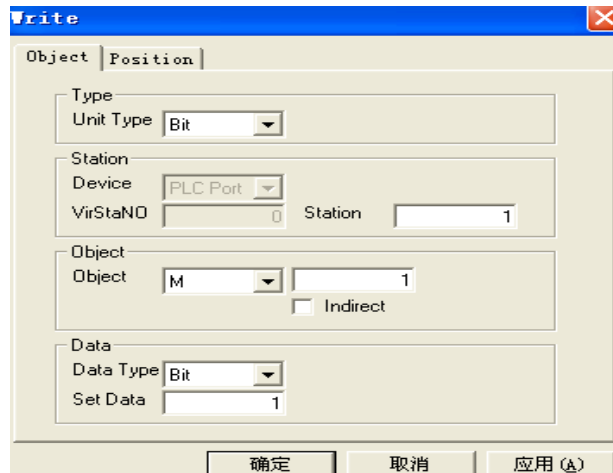 Write
Object Position
Type
Unit Type Bit
Station
Device PLC Port
VirStaNO 0 Station 1
Object
Object M 1
Indirect
Data
Data Type Bit
Set Data 1
确定 取消 应用(A)